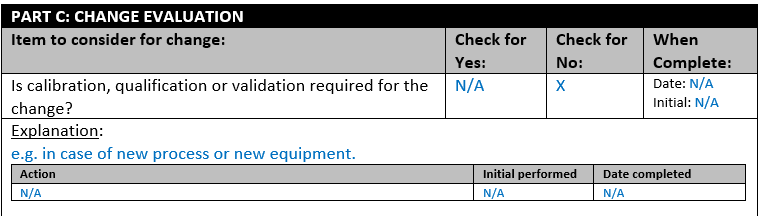 PART C: CHANGE EVALUATION
Item to consider for change: Check for Yes: Check for No: When Complete:
Is calibration, qualification or validation required for the change? N/A X Date: N/A
Initial: N/A
Explanation:
e.g. in case of new process or new equipment.
Action Initial performed Date completed
N/A N/A N/A